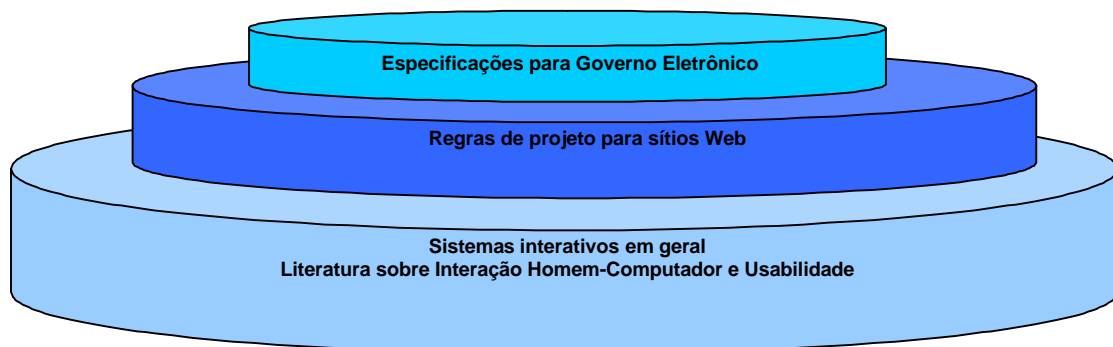 Especificações para Governo Eletrônico
Regras de projeto para sítios Web
Sistemas interativos em geral
Literatura sobre Interação Homem-Computador e Usabilidade